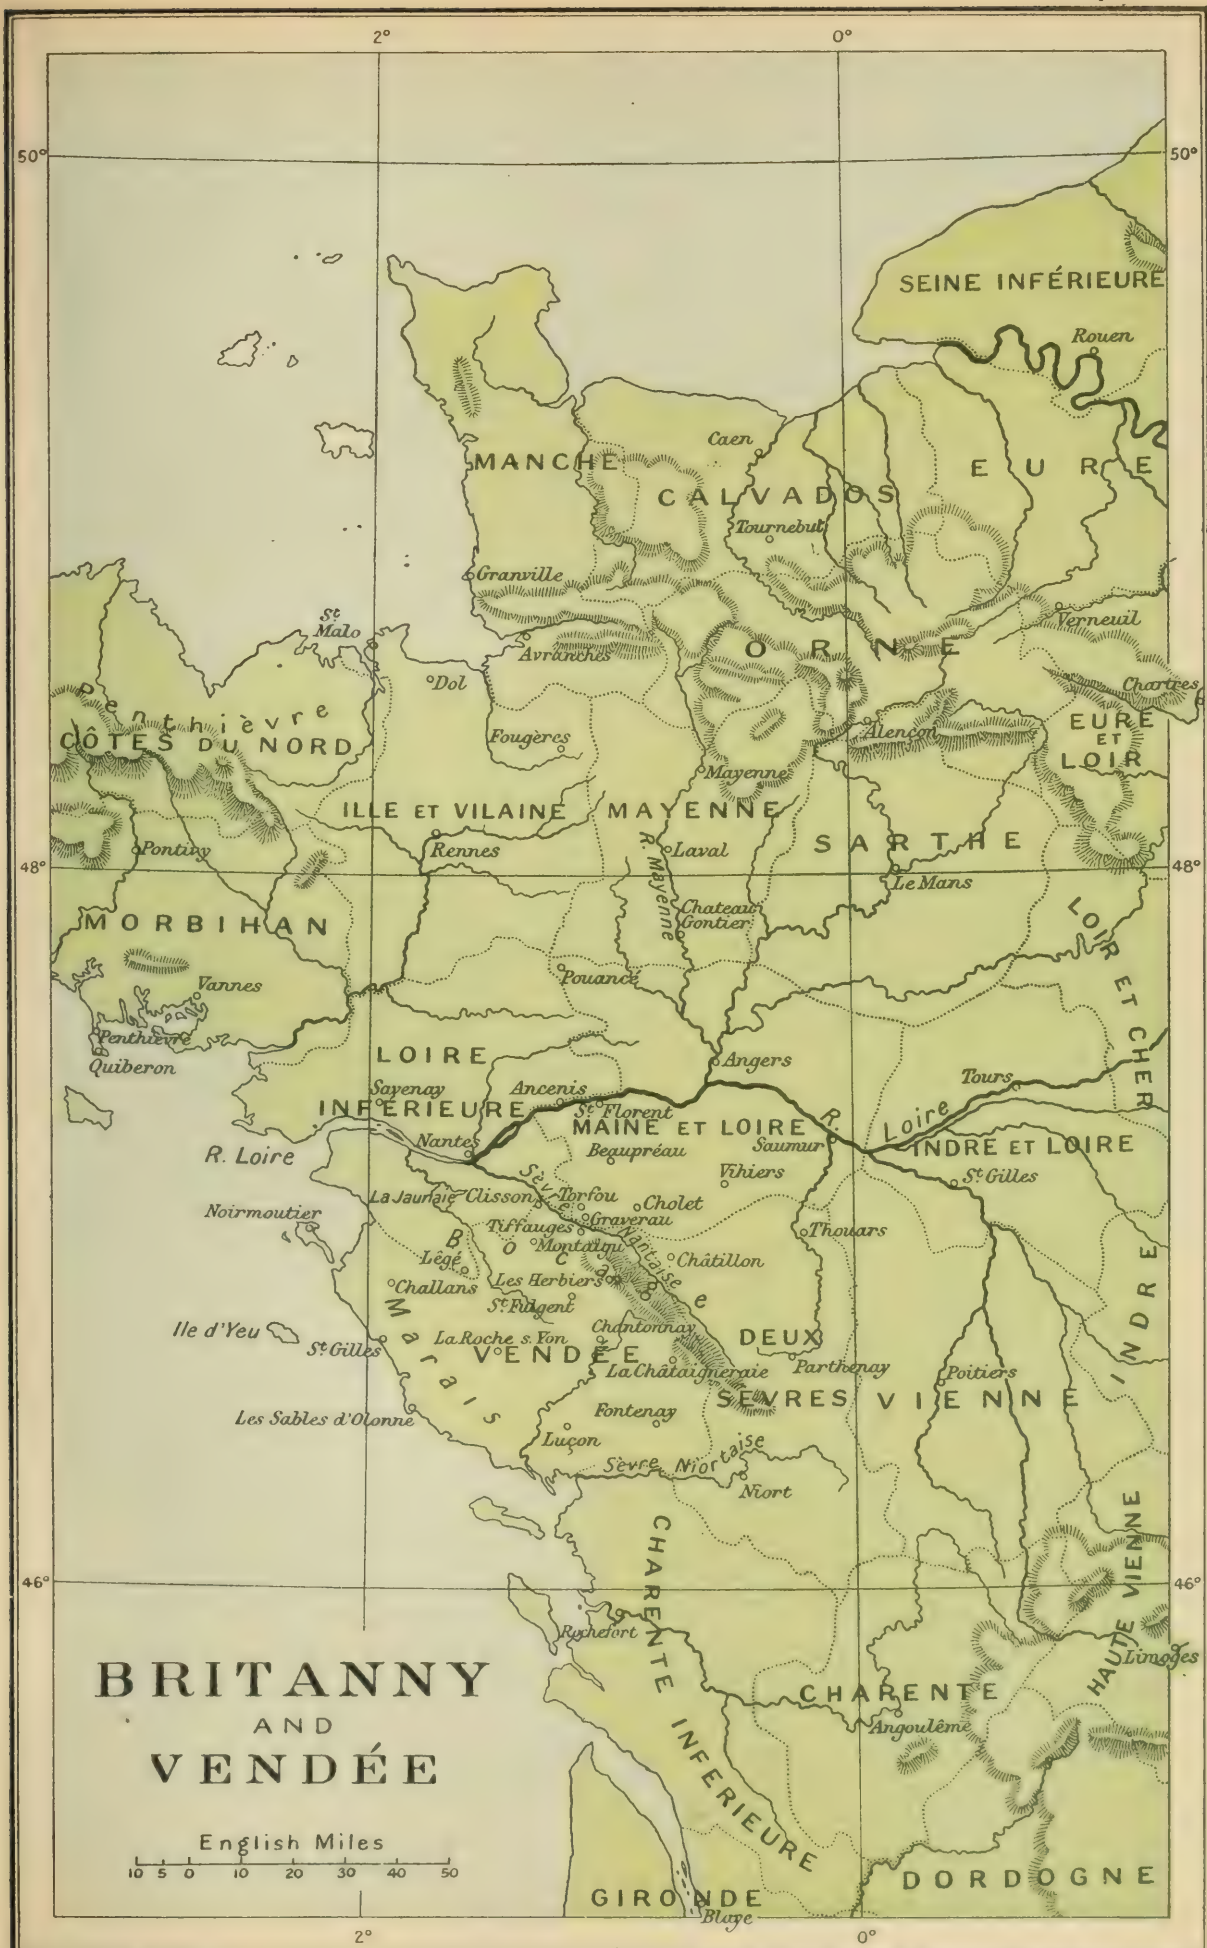 2°
0°
50°
50°
SEINE INFÉRIEURE
Rouen
Caen
MANCHE
EURE
CALVADOS
Tournebut
Granville
St. Malo
Verneuil
Avranches
ORNE
Dol
Chartres
Penthièvre
CÔTES DU NORD
Fougères
Alençon
EURE
ET
LOIR
Mayenne
ILLE ET VILAINE
MAYENNE
SARTHE
Pontivy
Rennes
R. Mayenne
Laval
48°
48°
Le Mans
MORBIHAN
Chateau
Gontier
LOIR ET CHER
Pouancé
Vannes
Penthièvre
Quiberon
LOIRE
INFÉRIEURE
Angers
Savenay
Ancenis
Tours
St. Florent
MAINE ET LOIRE
R. Loire
Nantes
Beaupréau
Saumur
INDRE ET LOIRE
R. Loire
Vihiers
St. Gilles
La Jaunaie
Clisson
Sèvre Nantaise
Torfou
Cholet
Noirmoutier
Graverau
Tiffauges
Thouars
Bocage
Montaigu
Légé
Châtillon
INDRE
Challans
Les Herbiers
St. Fulgent
Marais
Ile d'Yeu
Chantonnay
St. Gilles
La Roche s. Yon
DEUX
SEVRES
VENDÉE
Parthenay
Poitiers
La Châtaigneraie
VIENNE
Les Sables d'Olonne
Fontenay
Luçon
Sèvre Niortaise
Niort
CHARENTE INFERIEURE
HAUTE VIENNE
46°
46°
Rochefort
Limoges
BRITANNY
AND
VENDÉE
CHARENTE
Angoulême
English Miles
10 5 0 10 20 30 40 50
DORDOGNE
GIRONDE
Blaye
2°
0°